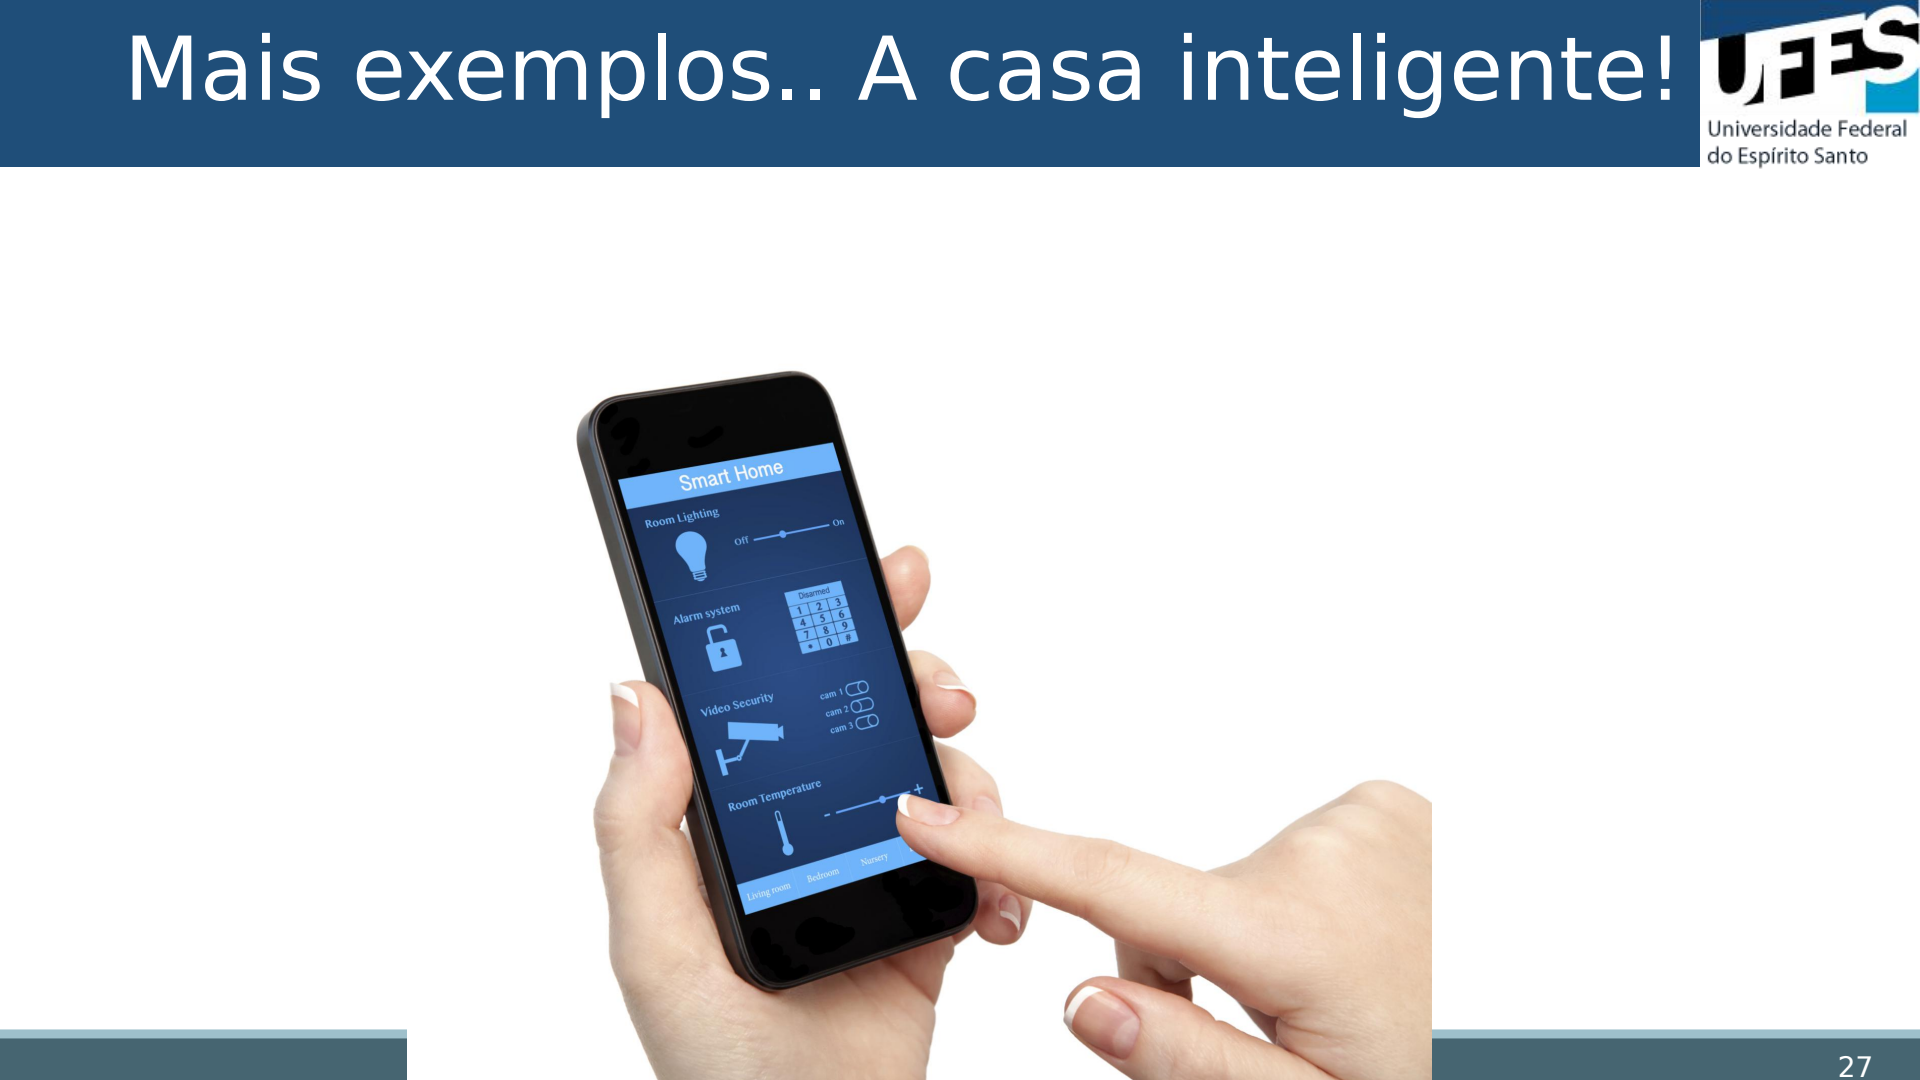 Mais exemplos.. A casa inteligente!
UFES
Universidade Federal
do Espírito Santo
Smart Home
Room Lighting
Off
On
Alarm system
Disarmed
1 2 3
4 5 6
7 8 9
* 0 #
Video Security
cam 1
cam 2
cam 3
Room Temperature
- +
Living room
Bedroom
Nursery
27